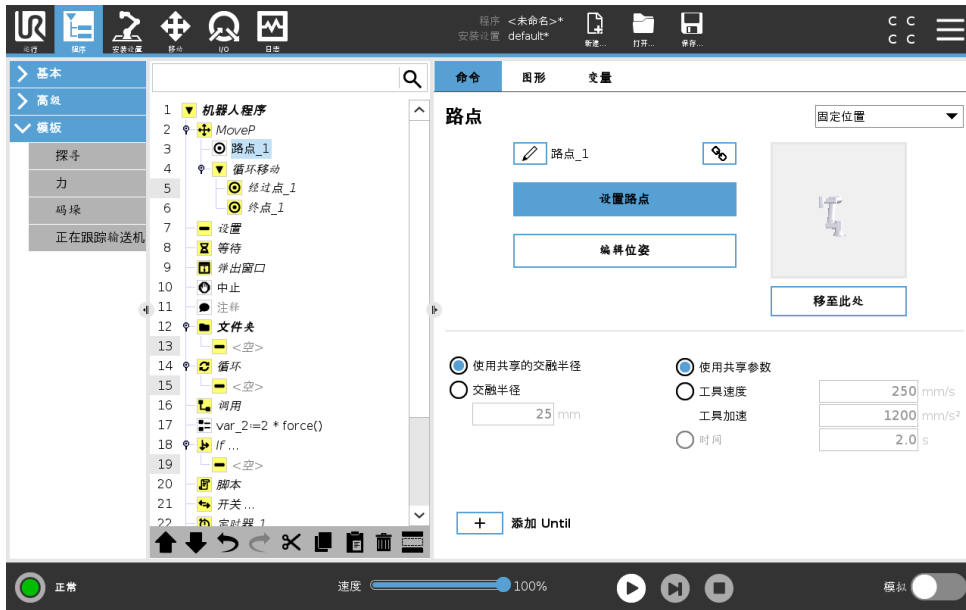 UR
运行
程序
安装设置
移动
I/O
日志
程序 <未命名>*
安装设置 default*
新建...
打开...
保存...
C C
C C
基本
高级
模板
探寻
力
码垛
正在跟踪输送机
1 机器人程序
2 MoveP
3 路点_1
4 循环移动
5 经过点_1
6 终点_1
7 设置
8 等待
9 弹出窗口
10 中止
11 注释
12 文件夹
13 <空>
14 循环
15 <空>
16 调用
17 var_2:=2 * force()
18 If ...
19 <空>
20 脚本
21 开关 ...
22 定时器_1
命令
图形
变量
路点
固定位置
路点_1
设置路点
编辑位姿
移至此处
使用共享的交融半径
交融半径
25 mm
使用共享参数
工具速度 250 mm/s
工具加速 1200 mm/s²
时间 2.0 s
+ 添加 Until
正常
速度 100%
模拟